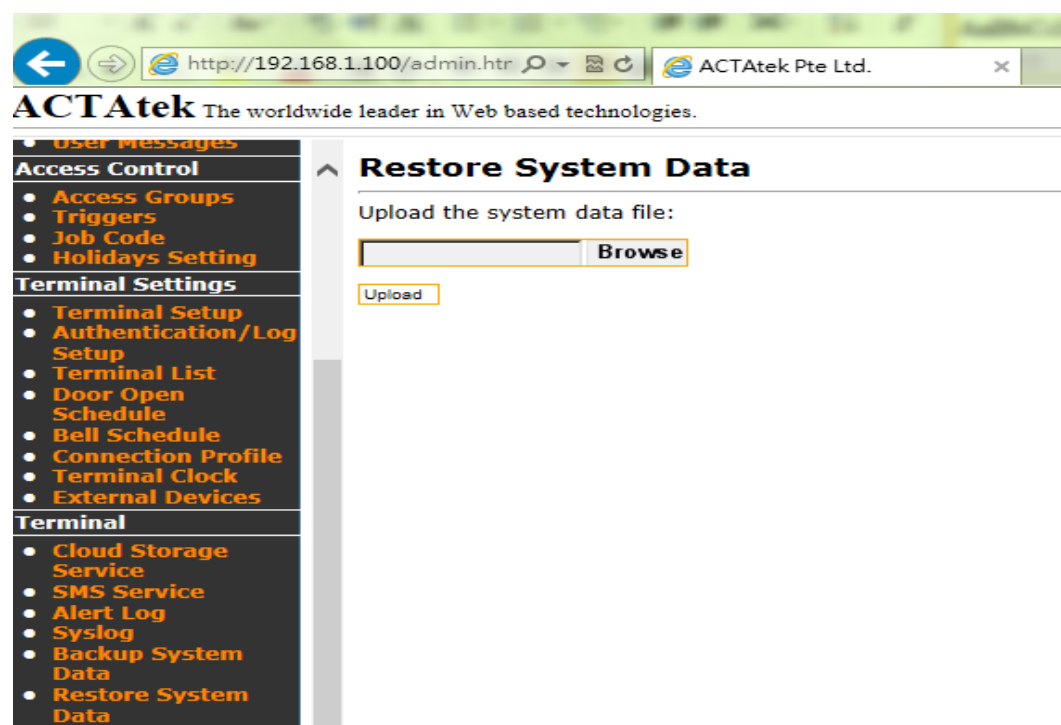 http://192.168.1.100/admin.htr
ACTAtek Pte Ltd.
ACTAtek The worldwide leader in Web based technologies.
User Messages
Access Control
Access Groups
Triggers
Job Code
Holidays Setting
Terminal Settings
Terminal Setup
Authentication/Log
Setup
Terminal List
Door Open
Schedule
Bell Schedule
Connection Profile
Terminal Clock
External Devices
Terminal
Cloud Storage
Service
SMS Service
Alert Log
Syslog
Backup System
Data
Restore System
Data
Restore System Data
Upload the system data file:
Browse
Upload